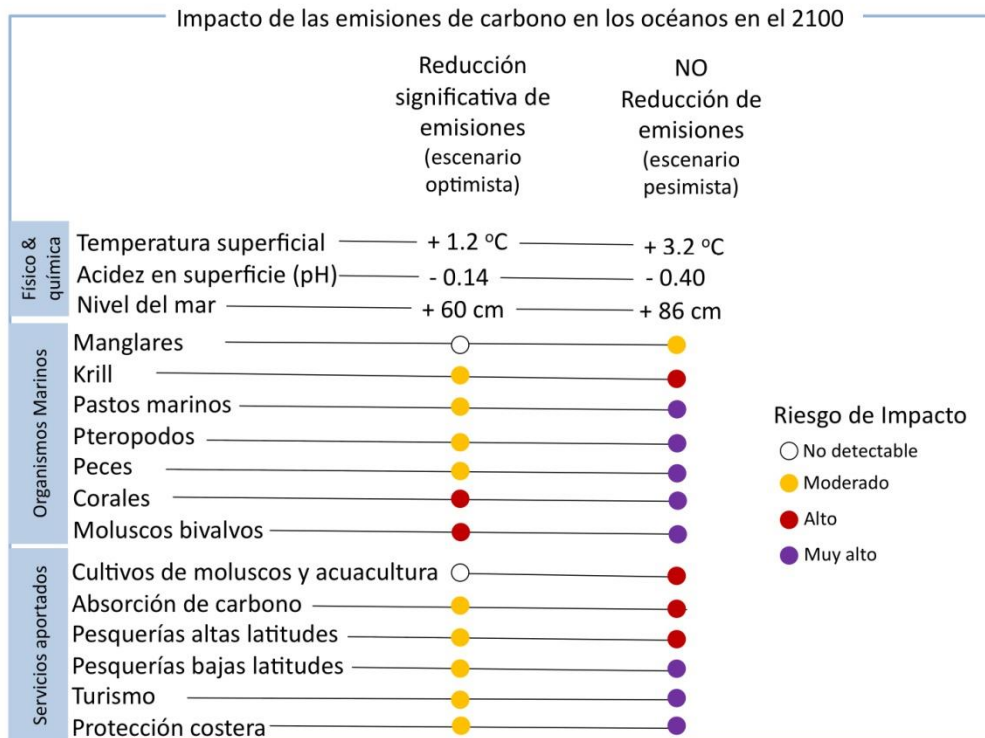 Impacto de las emisiones de carbono en los océanos en el 2100
Reducción
significativa de
emisiones
(escenario
optimista)
NO
Reducción de
emisiones
(escenario
pesimista)
Físico &
química
Temperatura superficial + 1.2 ºC + 3.2 ºC
Acidez en superficie (pH) - 0.14 - 0.40
Nivel del mar + 60 cm + 86 cm
Organismos Marinos
Manglares
Krill
Pastos marinos
Pteropodos
Peces
Corales
Moluscos bivalvos
Servicios aportados
Cultivos de moluscos y acuacultura
Absorción de carbono
Pesquerías altas latitudes
Pesquerías bajas latitudes
Turismo
Protección costera
Riesgo de Impacto
No detectable
Moderado
Alto
Muy alto